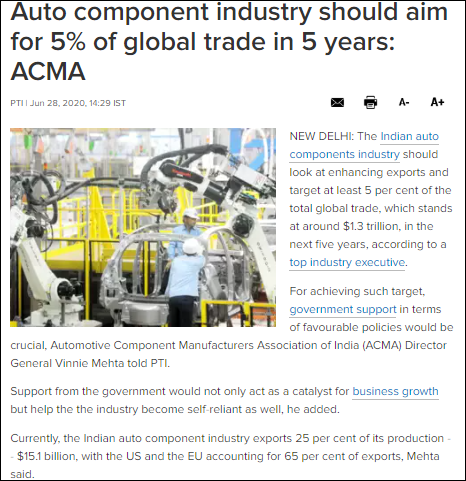 Auto component industry should aim
for 5% of global trade in 5 years:
ACMA
PTI | Jun 28, 2020, 14:29 IST
A- A+
NEW DELHI: The Indian auto
components industry should
look at enhancing exports and
target at least 5 per cent of the
total global trade, which stands
at around $1.3 trillion, in the
next five years, according to a
top industry executive.
For achieving such target,
government support in terms
of favourable policies would be
crucial, Automotive Component Manufacturers Association of India (ACMA) Director
General Vinnie Mehta told PTI.
Support from the government would not only act as a catalyst for business growth
but help the the industry become self-reliant as well, he added.
Currently, the Indian auto component industry exports 25 per cent of its production -
- $15.1 billion, with the US and the EU accounting for 65 per cent of exports, Mehta
said.